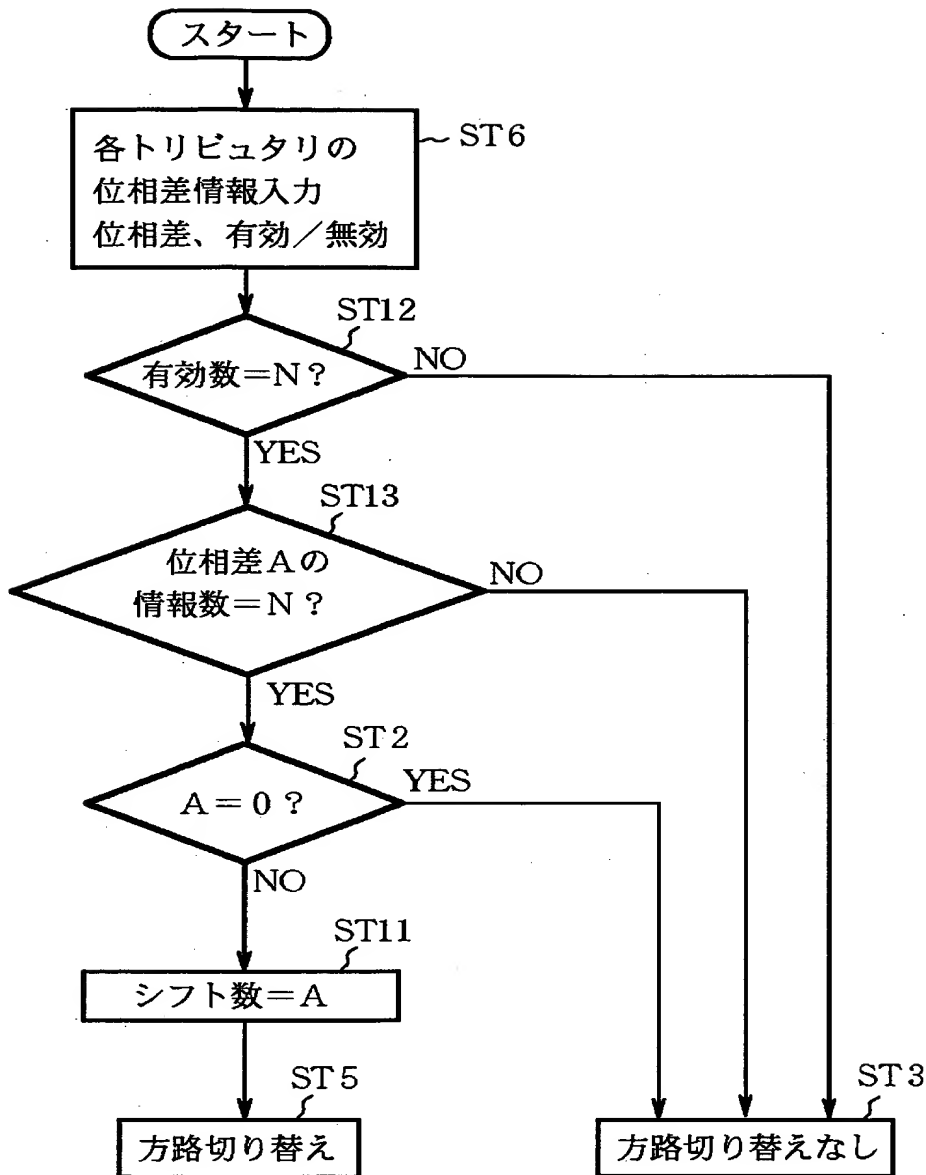 スタート
ST6
各トリビュタリの
位相差情報入力
位相差、有効／無効
ST12
有効数＝N？
NO
YES
ST13
位相差Aの
情報数＝N？
NO
YES
ST2
A＝0？
YES
NO
ST11
シフト数＝A
ST5
方路切り替え
ST3
方路切り替えなし